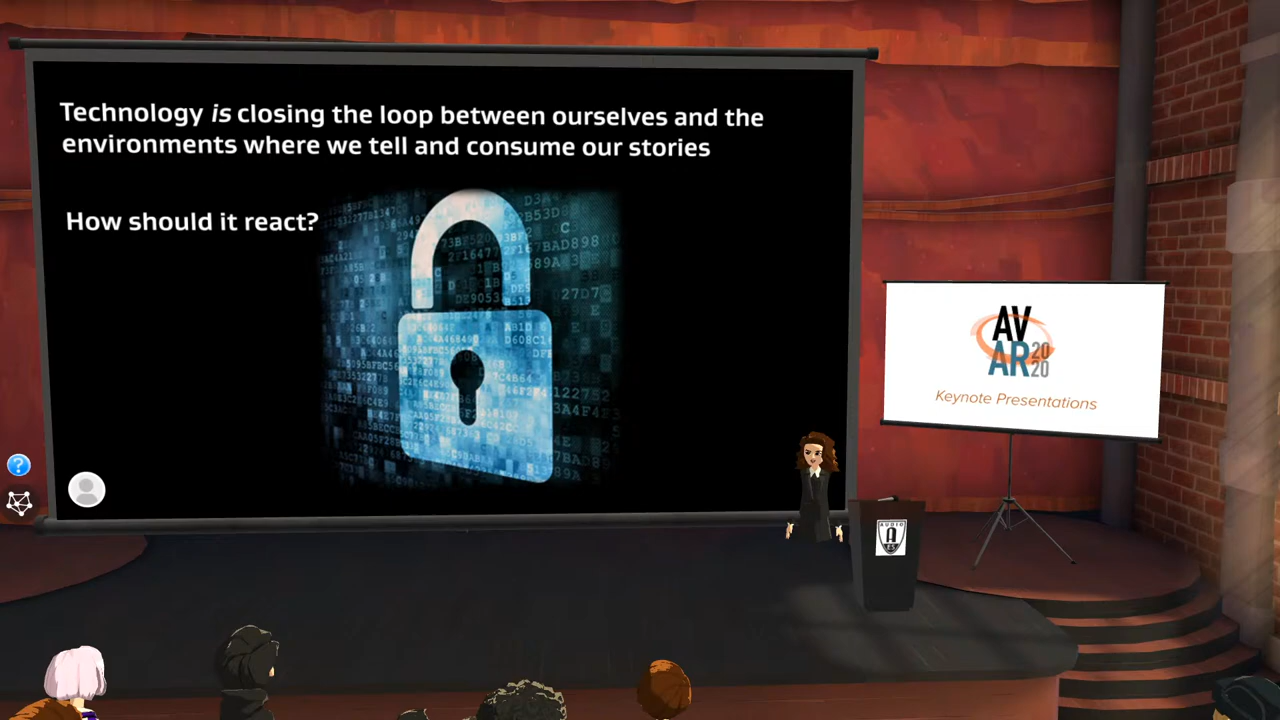 Technology is closing the loop between ourselves and the
environments where we tell and consume our stories
How should it react?
AV
AR 20
20
Keynote Presentations
AUDIO
A